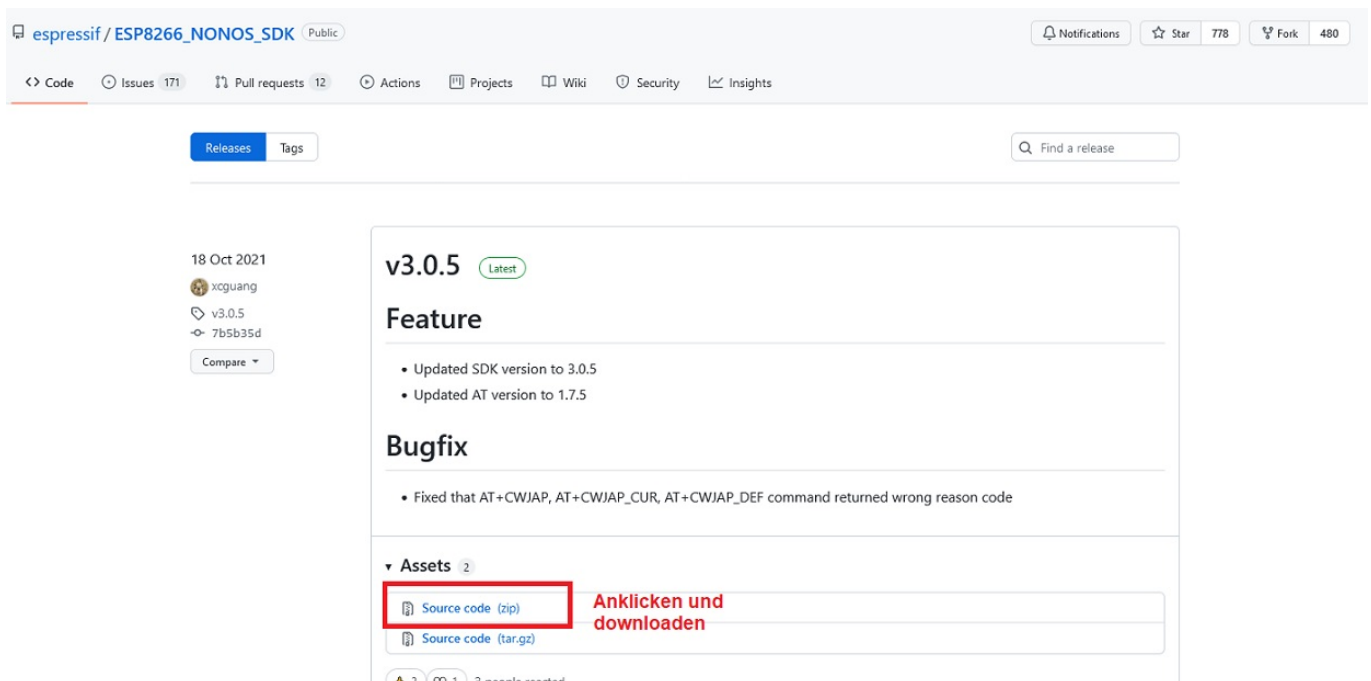 espressif / ESP8266_NONOS_SDK Public
Notifications Star 778 Fork 480
Code Issues 171 Pull requests 12 Actions Projects Wiki Security Insights
Releases Tags
Find a release
18 Oct 2021
xcguang
v3.0.5
7b5b35d
Compare
v3.0.5 Latest
Feature
Updated SDK version to 3.0.5
Updated AT version to 1.7.5
Bugfix
Fixed that AT+CWJAP, AT+CWJAP_CUR, AT+CWJAP_DEF command returned wrong reason code
Assets 2
Source code (zip)
Anklicken und
downloaden
Source code (tar.gz)